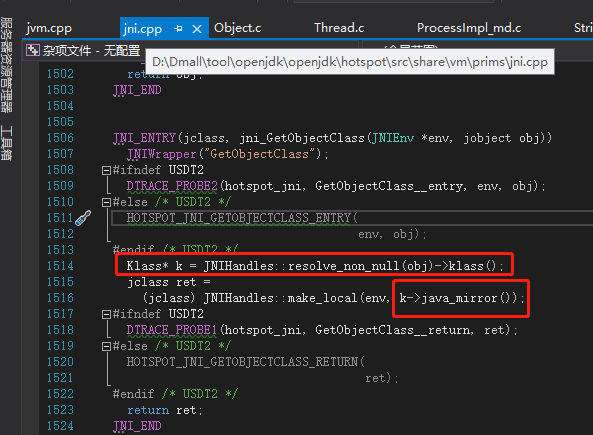 jvm.cpp jni.cpp Object.c Thread.c ProcessImpl_md.c Stri
杂项文件 - 无配置
D:\Dmall\tool\openjdk\openjdk\hotspot\src\share\vm\prims\jni.cpp
服务器资源管理器 工具箱
1502 return obj;
1503 JNI_END
1504
1505
1506 JNI_ENTRY(jclass, jni_GetObjectClass(JNIEnv *env, jobject obj))
1507 JNIWrapper("GetObjectClass");
1508 #ifndef USDT2
1509 DTRACE_PROBE2(hotspot_jni, GetObjectClass__entry, env, obj);
1510 #else /* USDT2 */
1511 HOTSPOT_JNI_GETOBJECTCLASS_ENTRY(
1512 env, obj);
1513 #endif /* USDT2 */
1514 Klass* k = JNIHandles::resolve_non_null(obj)->klass();
1515 jclass ret =
1516 (jclass) JNIHandles::make_local(env, k->java_mirror());
1517 #ifndef USDT2
1518 DTRACE_PROBE1(hotspot_jni, GetObjectClass__return, ret);
1519 #else /* USDT2 */
1520 HOTSPOT_JNI_GETOBJECTCLASS_RETURN(
1521 ret);
1522 #endif /* USDT2 */
1523 return ret;
1524 JNI_END